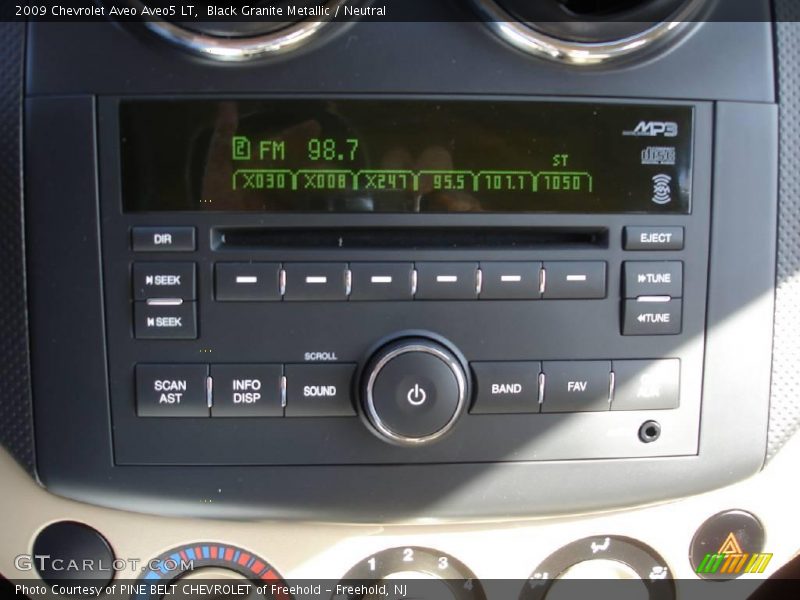 2009 Chevrolet Aveo Aveo5 LT, Black Granite Metallic / Neutral
MP3
2 FM 98.7
ST
X030 X008 X247 95.5 107.7 1050
DIR
EJECT
SEEK
TUNE
SEEK
TUNE
SCROLL
SCAN AST
INFO DISP
SOUND
BAND
FAV
1 2 3 4
GTCARLOT.COM
Photo Courtesy of PINE BELT CHEVROLET of Freehold - Freehold, NJ